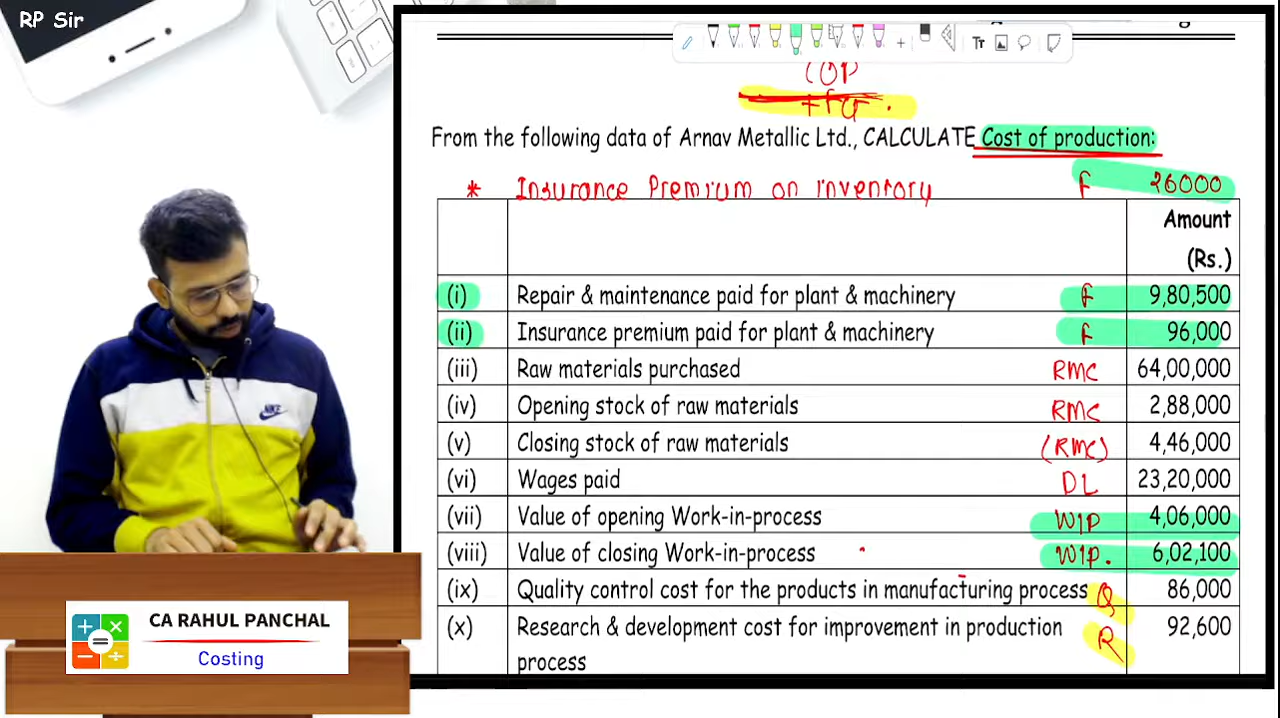 RP Sir
COP
+FG.
From the following data of Arnav Metallic Ltd., CALCULATE Cost of production:
* Insurance Premium on inventory F 26000
Amount
(Rs.)
(i) Repair & maintenance paid for plant & machinery F 9,80,500
(ii) Insurance premium paid for plant & machinery F 96,000
(iii) Raw materials purchased RMC 64,00,000
(iv) Opening stock of raw materials RMC 2,88,000
(v) Closing stock of raw materials (RMC) 4,46,000
(vi) Wages paid DL 23,20,000
(vii) Value of opening Work-in-process WIP 4,06,000
(viii) Value of closing Work-in-process WIP. 6,02,100
(ix) Quality control cost for the products in manufacturing process Q 86,000
(x) Research & development cost for improvement in production R 92,600
process
NIKE
CA RAHUL PANCHAL
Costing